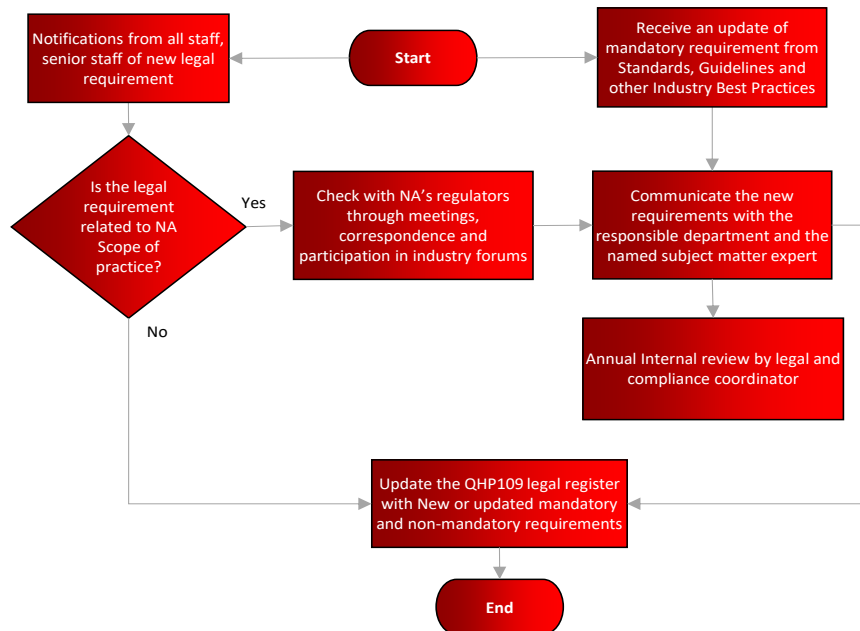 Notifications from all staff,
senior staff of new legal
requirement
Start
Receive an update of
mandatory requirement from
Standards, Guidelines and
other Industry Best Practices
Is the legal
requirement
related to NA
Scope of
practice?
Yes
Check with NA's regulators
through meetings,
correspondence and
participation in industry forums
Communicate the new
requirements with the
responsible department and the
named subject matter expert
No
Annual Internal review by legal and
compliance coordinator
Update the QHP109 legal register
with New or updated mandatory
and non-mandatory requirements
End